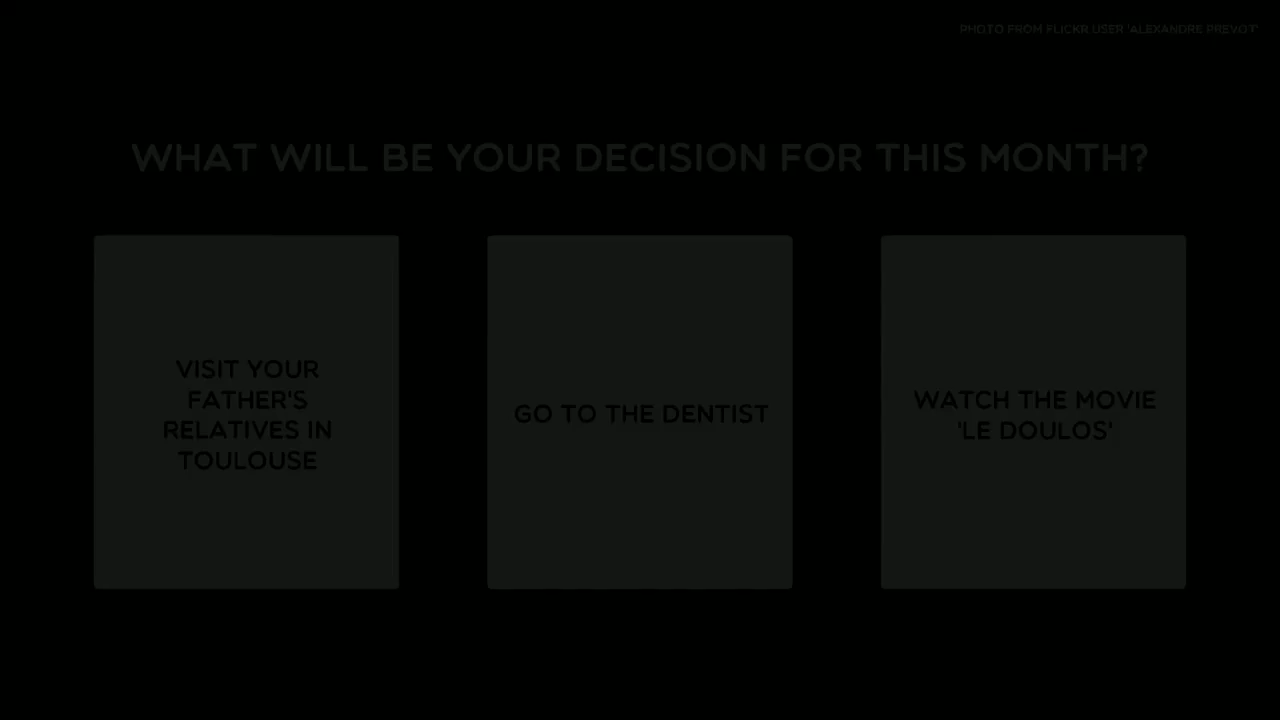 PHOTO FROM FLICKR USER 'ALEXANDRE PREVOT'
WHAT WILL BE YOUR DECISION FOR THIS MONTH?
VISIT YOUR
FATHER'S
RELATIVES IN
TOULOUSE
GO TO THE DENTIST
WATCH THE MOVIE
'LE DOULOS'